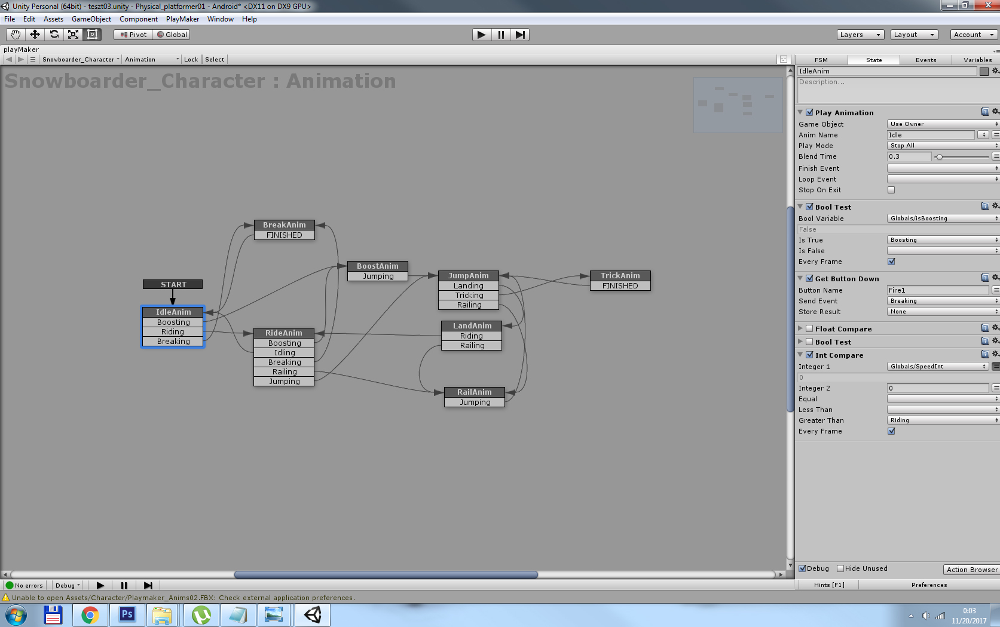 Unity Personal (64bit) - teszt03.unity - Physical_platformer01 - Android* <DX11 on DX9 GPU>
File Edit Assets GameObject Component PlayMaker Window Help
Pivot Global Layers Layout Account
playMaker
Snowboarder_Character Animation Lock Select
FSM State Events Variables
Snowboarder_Character : Animation
IdleAnim
Description...
Play Animation
Game Object Use Owner
Anim Name Idle
Play Mode Stop All
Blend Time 0.3
Finish Event
Loop Event
Stop On Exit
Bool Test
Bool Variable Globals/isBoosting
False
Is True Boosting
Is False
Every Frame
Get Button Down
Button Name Fire1
Send Event Breaking
Store Result None
Float Compare
Bool Test
Int Compare
Integer 1 Globals/SpeedInt
0
Integer 2 0
Equal
Less Than
Greater Than Riding
Every Frame
BreakAnim
FINISHED
BoostAnim
Jumping
START
IdleAnim
Boosting
Riding
Breaking
RideAnim
Boosting
Idling
Breaking
Railing
Jumping
JumpAnim
Landing
Tricking
Railing
TrickAnim
FINISHED
LandAnim
Riding
Railing
RailAnim
Jumping
Debug Hide Unused Action Browser
No errors Debug Hints [F1] Preferences
Unable to open Assets/Character/Playmaker_Anims02.FBX: Check external application preferences.
Ps
0:03
11/20/2017